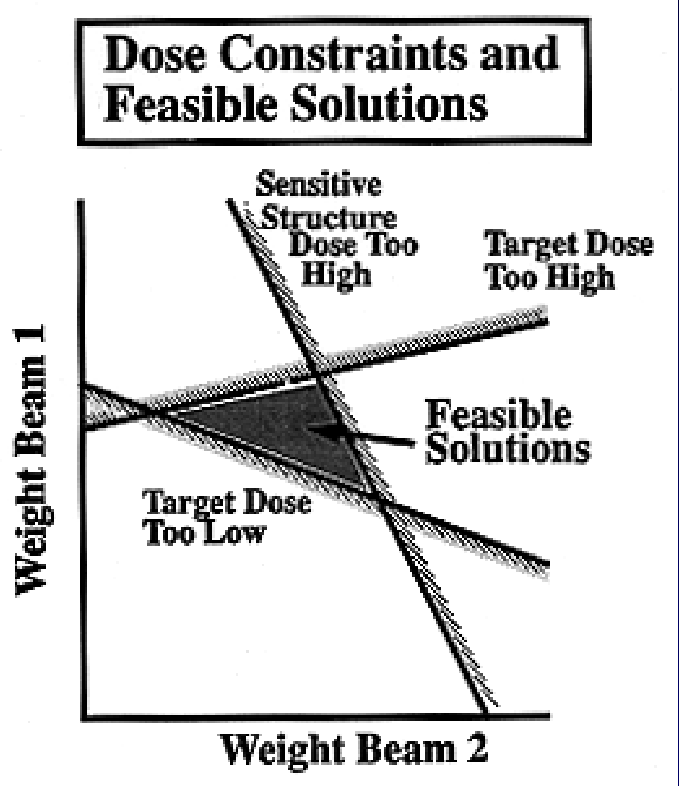 Dose Constraints and
Feasible Solutions
Sensitive
Structure
Dose Too
High
Target Dose
Too High
Weight Beam 1
Feasible
Solutions
Target Dose
Too Low
Weight Beam 2